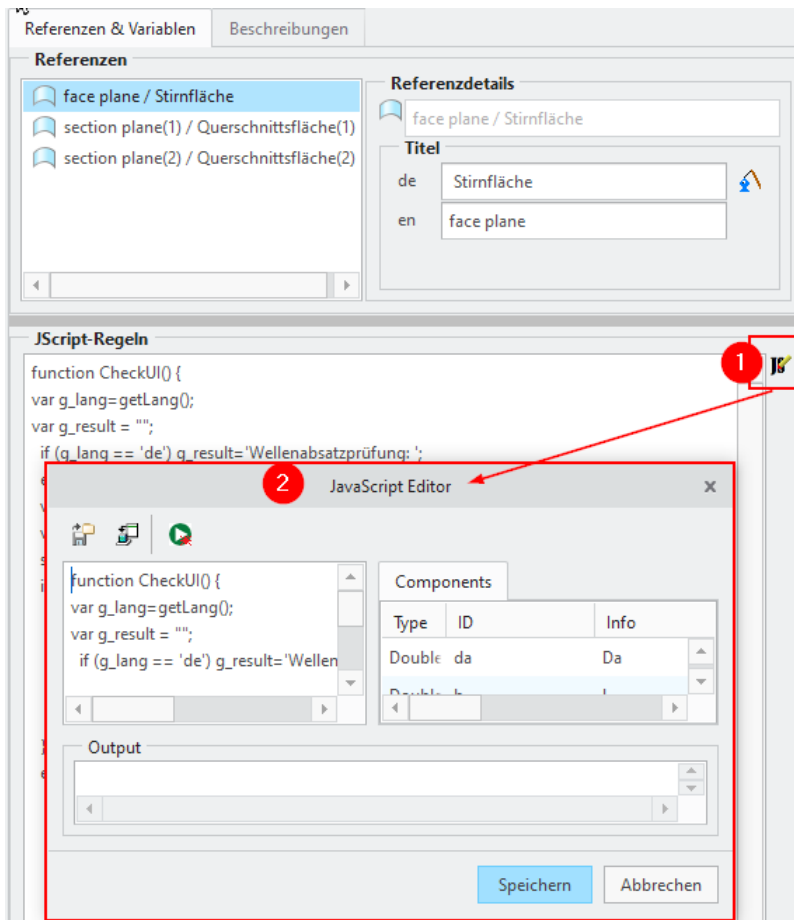 Referenzen & Variablen
Beschreibungen
Referenzen
face plane / Stirnfläche
section plane(1) / Querschnittsfläche(1)
section plane(2) / Querschnittsfläche(2)
Referenzdetails
face plane / Stirnfläche
Titel
de Stirnfläche
en face plane
JScript-Regeln
function CheckUI() {
var g_lang=getLang();
var g_result = "";
if (g_lang == 'de') g_result='Wellenabsatzprüfung: ';
1
2
JavaScript Editor
function CheckUI() {
var g_lang=getLang();
var g_result = "";
if (g_lang == 'de') g_result='Wellen
Components
Type ID Info
Double da Da
Output
Speichern
Abbrechen